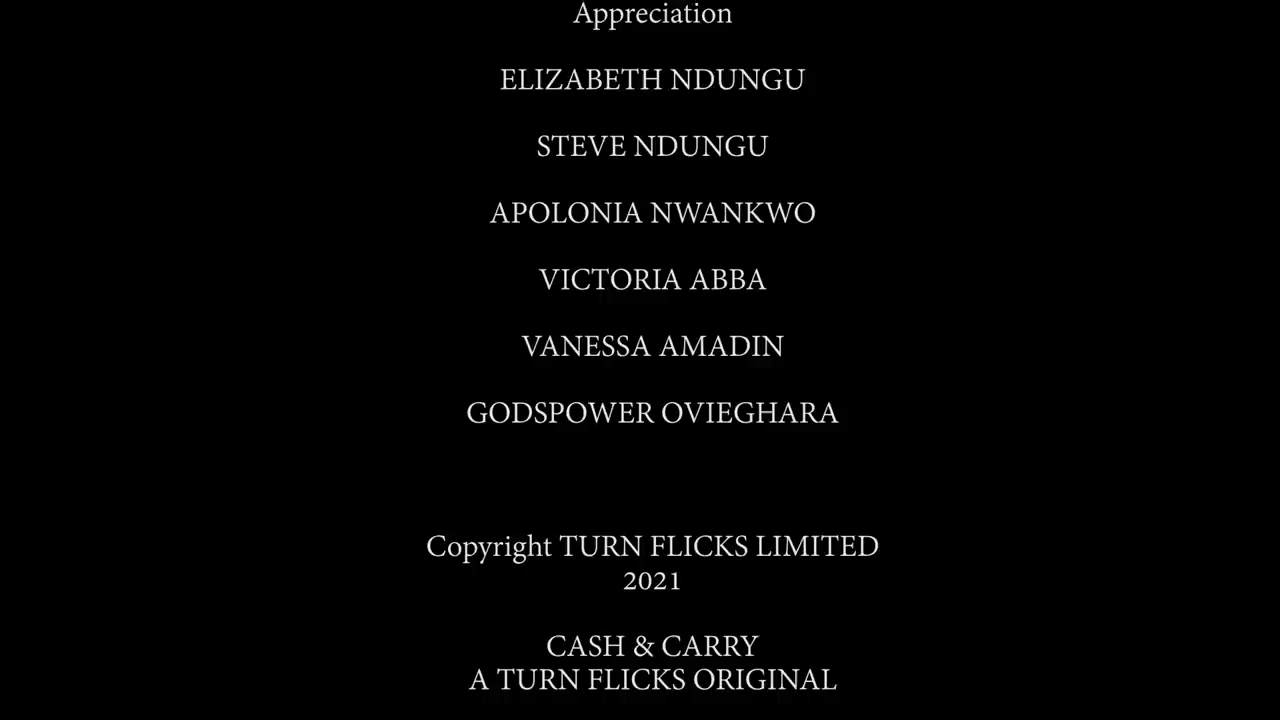 Appreciation
ELIZABETH NDUNGU
STEVE NDUNGU
APOLONIA NWANKWO
VICTORIA ABBA
VANESSA AMADIN
GODSPOWER OVIEGHARA
Copyright TURN FLICKS LIMITED
2021
CASH & CARRY
A TURN FLICKS ORIGINAL